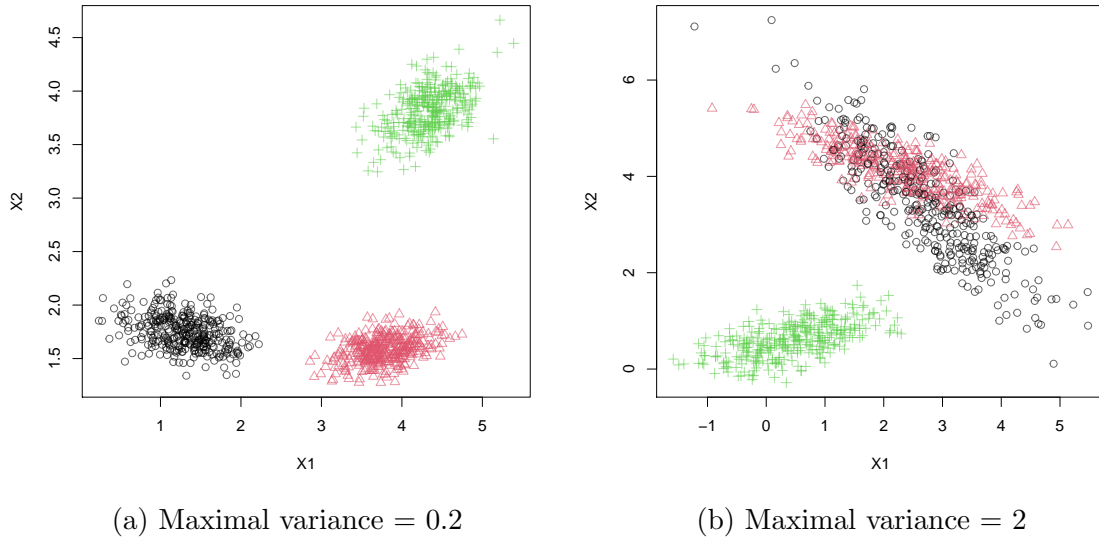 4.5
4.0
3.5
3.0
2.5
2.0
1.5
X2
1 2 3 4 5
X1
(a) Maximal variance = 0.2
6
4
2
0
X2
−1 0 1 2 3 4 5
X1
(b) Maximal variance = 2